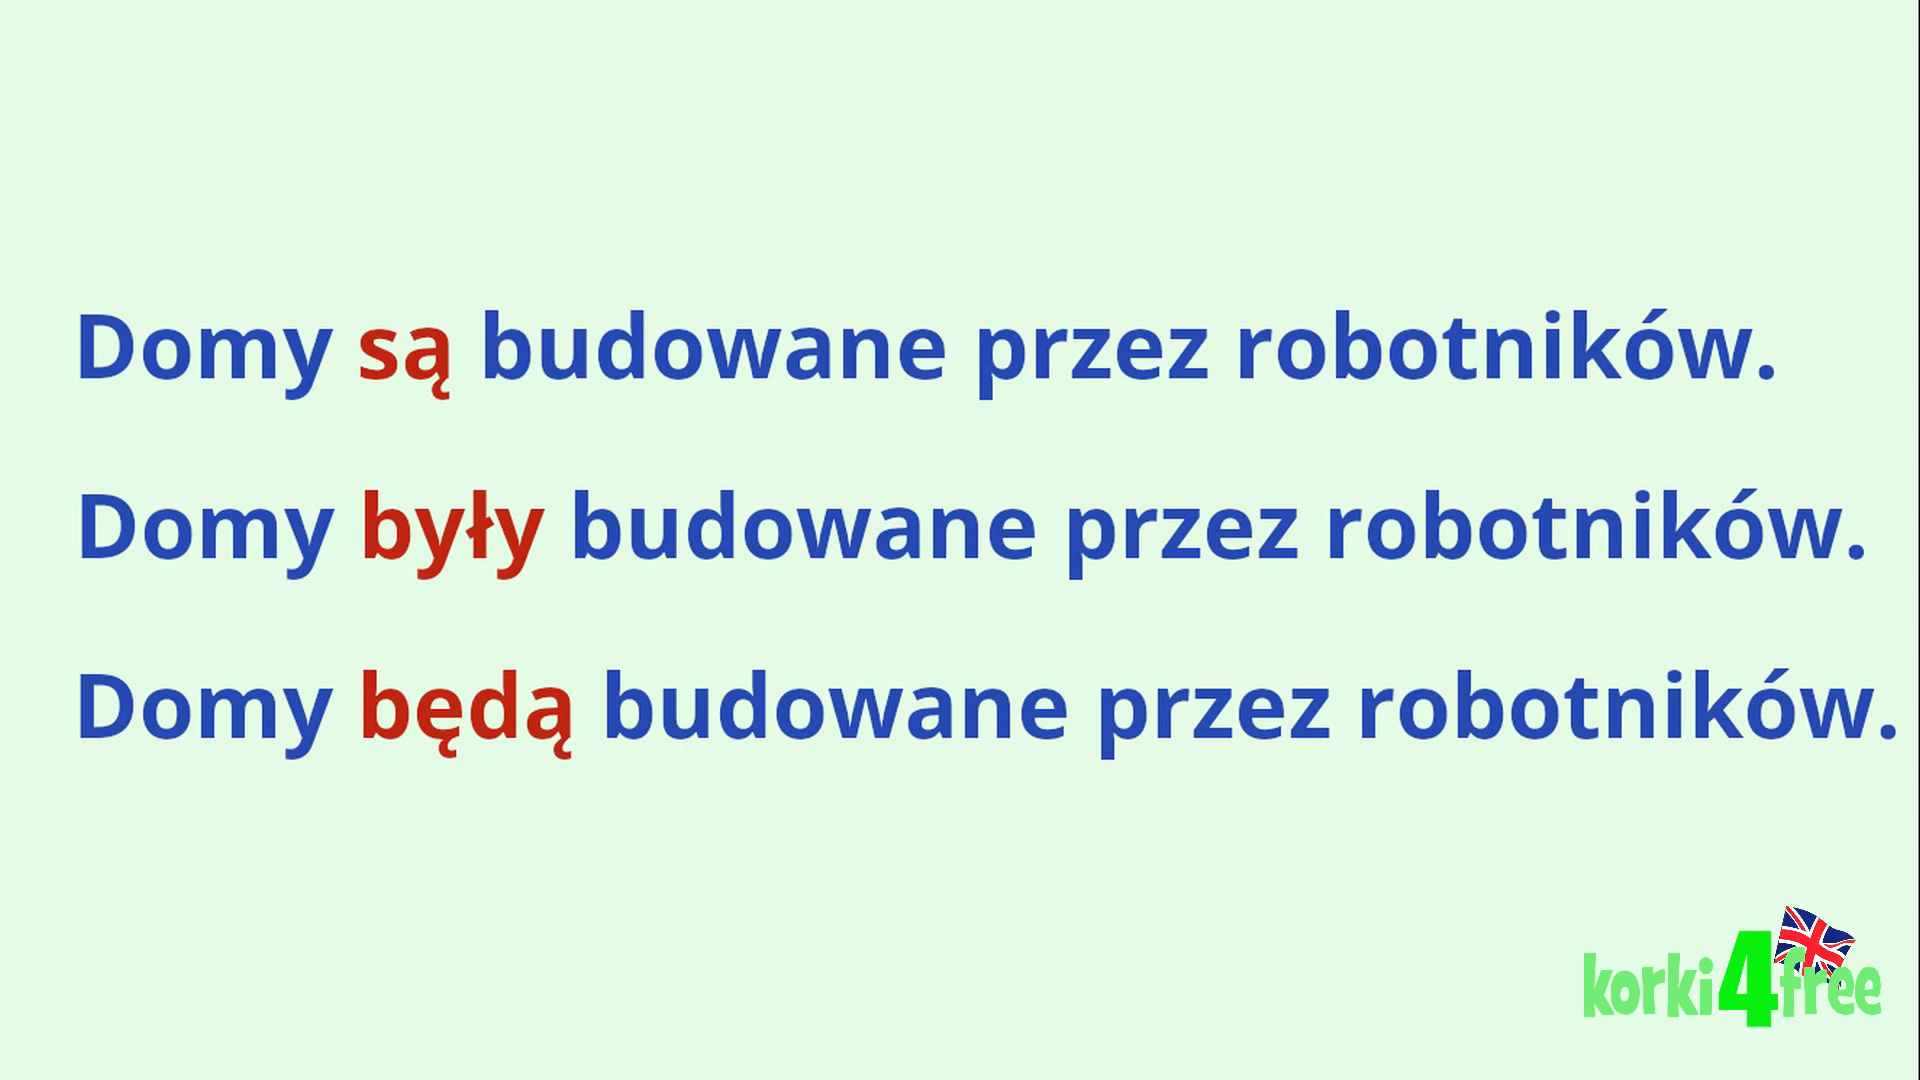 Domy są budowane przez robotników.
Domy były budowane przez robotników.
Domy będą budowane przez robotników.
korki4free